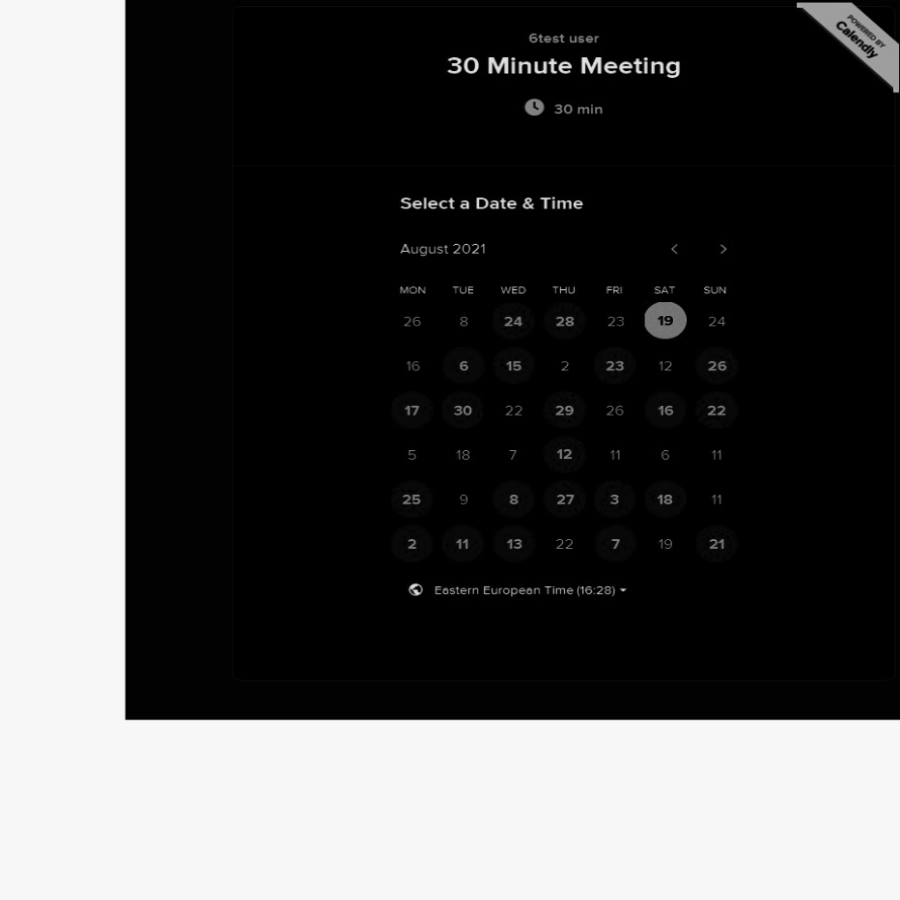 6test user
POWERED BY
Calendly
30 Minute Meeting
30 min
Select a Date & Time
August 2021
MON TUE WED THU FRI SAT SUN
26 8 24 28 23 19 24
16 6 15 2 23 12 26
17 30 22 29 26 16 22
5 18 7 12 11 6 11
25 9 8 27 3 18 11
2 11 13 22 7 19 21
Eastern European Time (16:28)